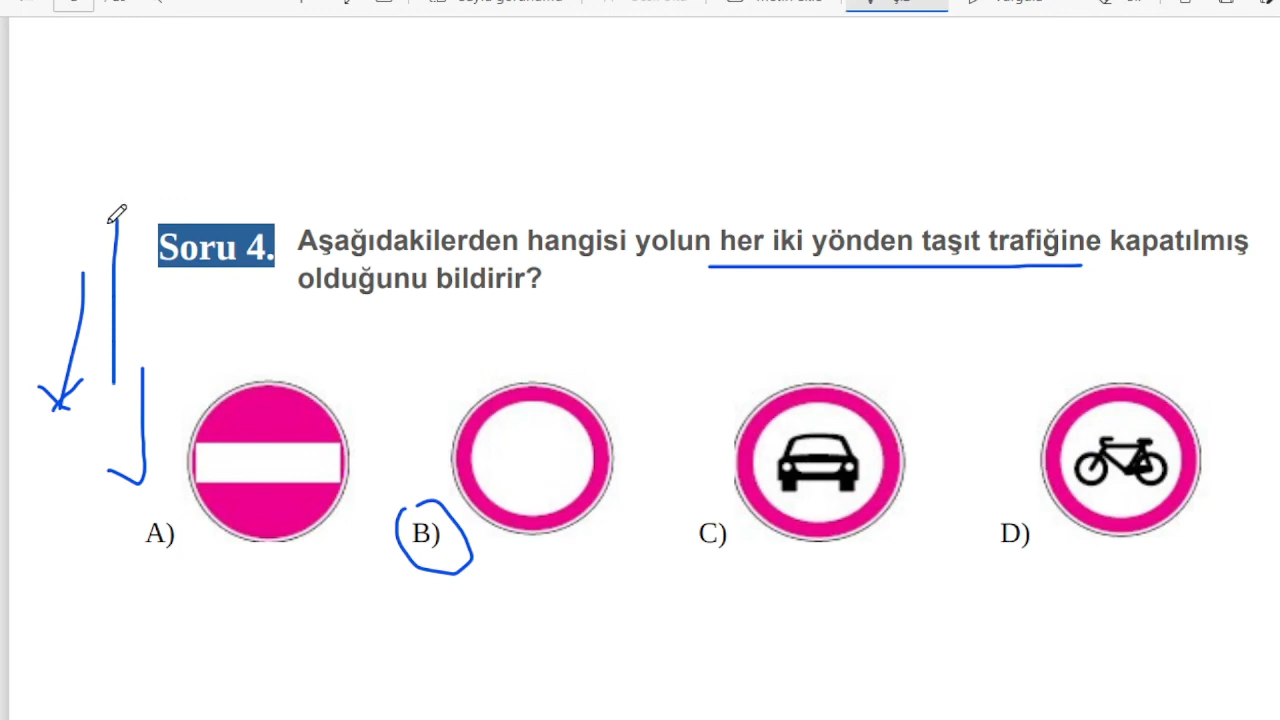 Soru 4.
Aşağıdakilerden hangisi yolun her iki yönden taşıt trafiğine kapatılmış
olduğunu bildirir?
A)
B)
C)
D)